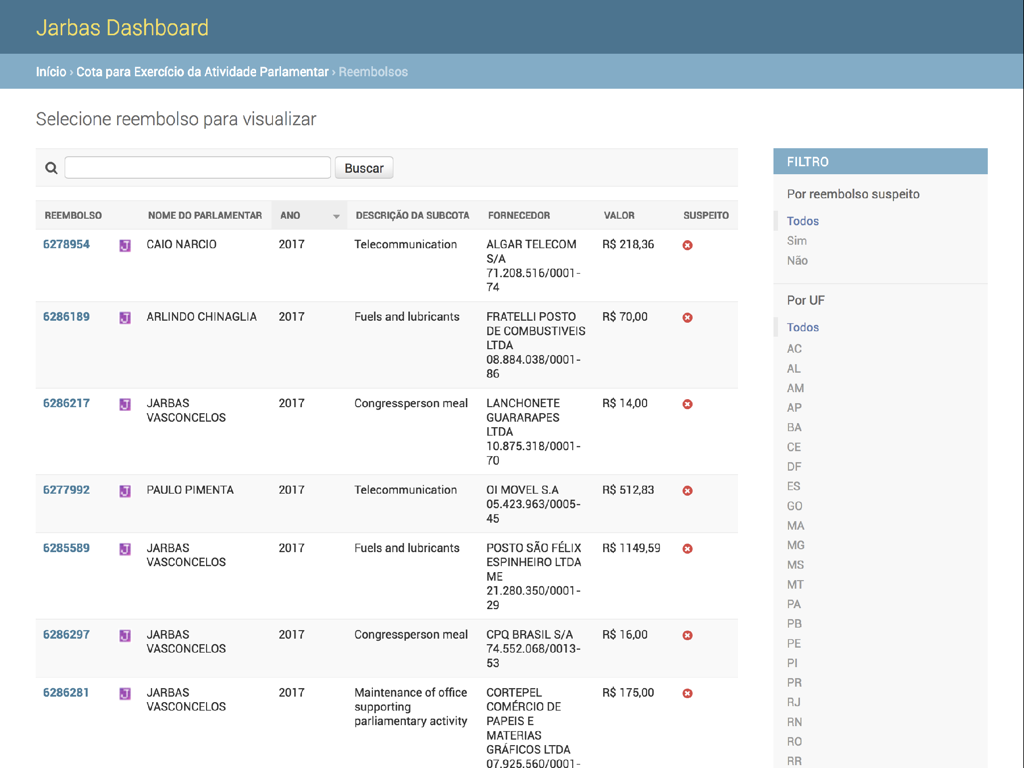 Jarbas Dashboard
Início › Cota para Exercício da Atividade Parlamentar › Reembolsos
Selecione reembolso para visualizar
Buscar
REEMBOLSO NOME DO PARLAMENTAR ANO DESCRIÇÃO DA SUBCOTA FORNECEDOR VALOR SUSPEITO
6278954 J CAIO NARCIO 2017 Telecommunication ALGAR TELECOM R$ 218,36
S/A
71.208.516/0001-
74
6286189 J ARLINDO CHINAGLIA 2017 Fuels and lubricants FRATELLI POSTO R$ 70,00
DE COMBUSTIVEIS
LTDA
08.884.038/0001-
86
6286217 J JARBAS 2017 Congressperson meal LANCHONETE R$ 14,00
VASCONCELOS GUARARAPES
LTDA
10.875.318/0001-
70
6277992 J PAULO PIMENTA 2017 Telecommunication OI MOVEL S.A R$ 512,83
05.423.963/0005-
45
6285589 J JARBAS 2017 Fuels and lubricants POSTO SÃO FÉLIX R$ 1149,59
VASCONCELOS ESPINHEIRO LTDA
ME
21.280.350/0001-
29
6286297 J JARBAS 2017 Congressperson meal CPQ BRASIL S/A R$ 16,00
VASCONCELOS 74.552.068/0013-
53
6286281 J JARBAS 2017 Maintenance of office CORTEPEL R$ 175,00
VASCONCELOS supporting COMÉRCIO DE
parliamentary activity PAPEIS E
MATERIAS
GRÁFICOS LTDA
07.925.560/0001-
FILTRO
Por reembolso suspeito
Todos
Sim
Não
Por UF
Todos
AC
AL
AM
AP
BA
CE
DF
ES
GO
MA
MG
MS
MT
PA
PB
PE
PI
PR
RJ
RN
RO
RR